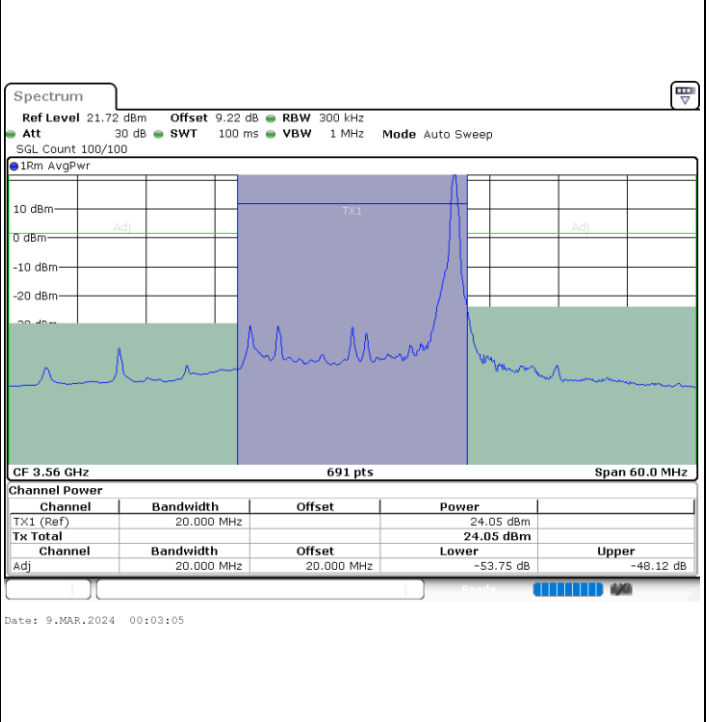 Spectrum
Ref Level 21.72 dBm Offset 9.22 dB RBW 300 kHz
Att 30 dB SWT 100 ms VBW 1 MHz Mode Auto Sweep
SGL Count 100/100
1Rm AvgPwr
10 dBm
TX1
Adj Adj
0 dBm
-10 dBm
-20 dBm
-30 dBm
CF 3.56 GHz 691 pts Span 60.0 MHz
Channel Power
Channel Bandwidth Offset Power
TX1 (Ref) 20.000 MHz 24.05 dBm
Tx Total 24.05 dBm
Channel Bandwidth Offset Lower Upper
Adj 20.000 MHz 20.000 MHz -53.75 dB -48.12 dB
Ready
Date: 9.MAR.2024 00:03:05